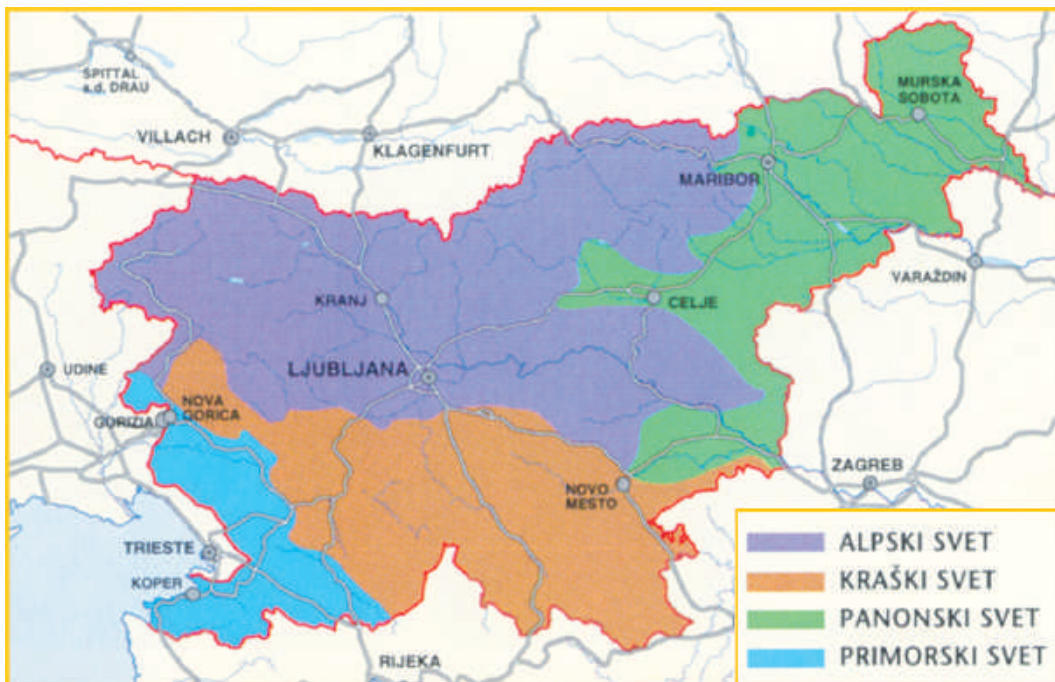 SPITTAL
a.d. DRAU
VILLACH
KLAGENFURT
MURSKA
SOBOTA
MARIBOR
VARAŽDIN
KRANJ
CELJE
LJUBLJANA
UDINE
NOVA
GORICA
GORIZIA
NOVO
MESTO
ZAGREB
TRIESTE
KOPER
RIJEKA
ALPSKI SVET
KRAŠKI SVET
PANONSKI SVET
PRIMORSKI SVET